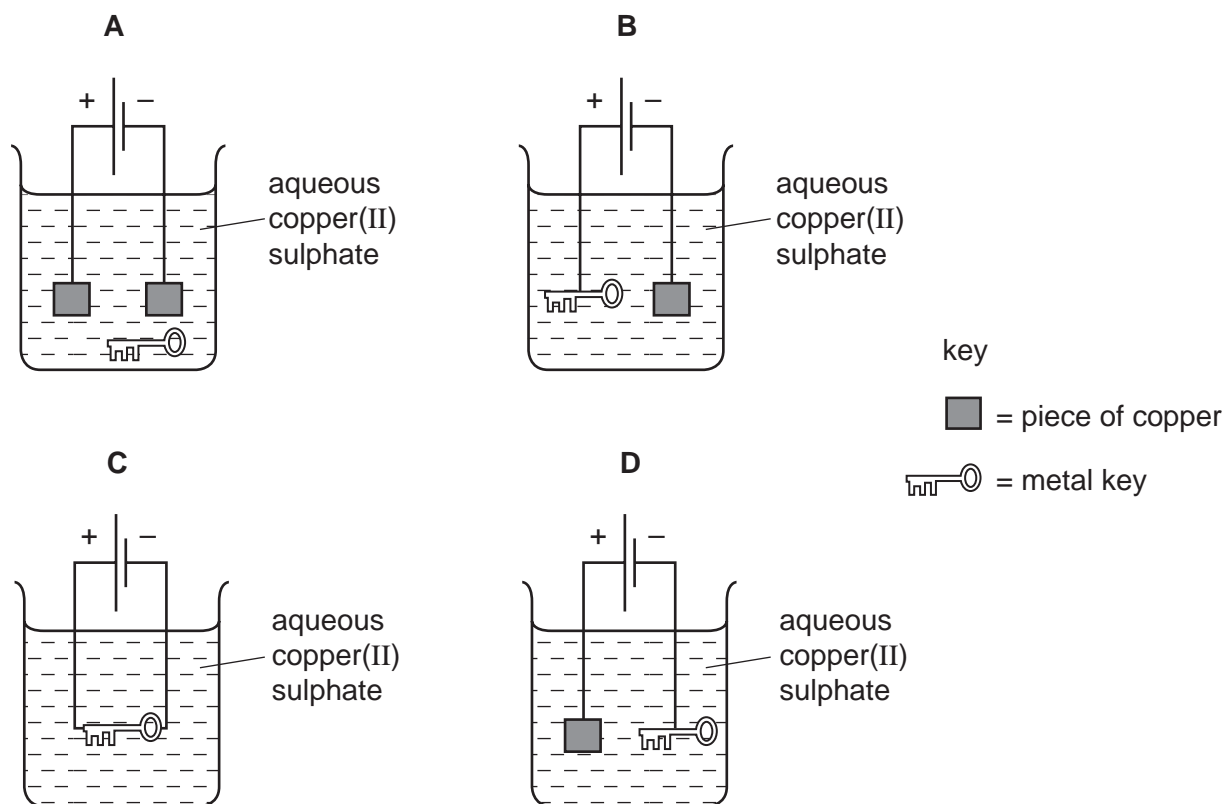 A
+ –
aqueous
copper(II)
sulphate
B
+ –
aqueous
copper(II)
sulphate
key
= piece of copper
= metal key
C
+ –
aqueous
copper(II)
sulphate
D
+ –
aqueous
copper(II)
sulphate